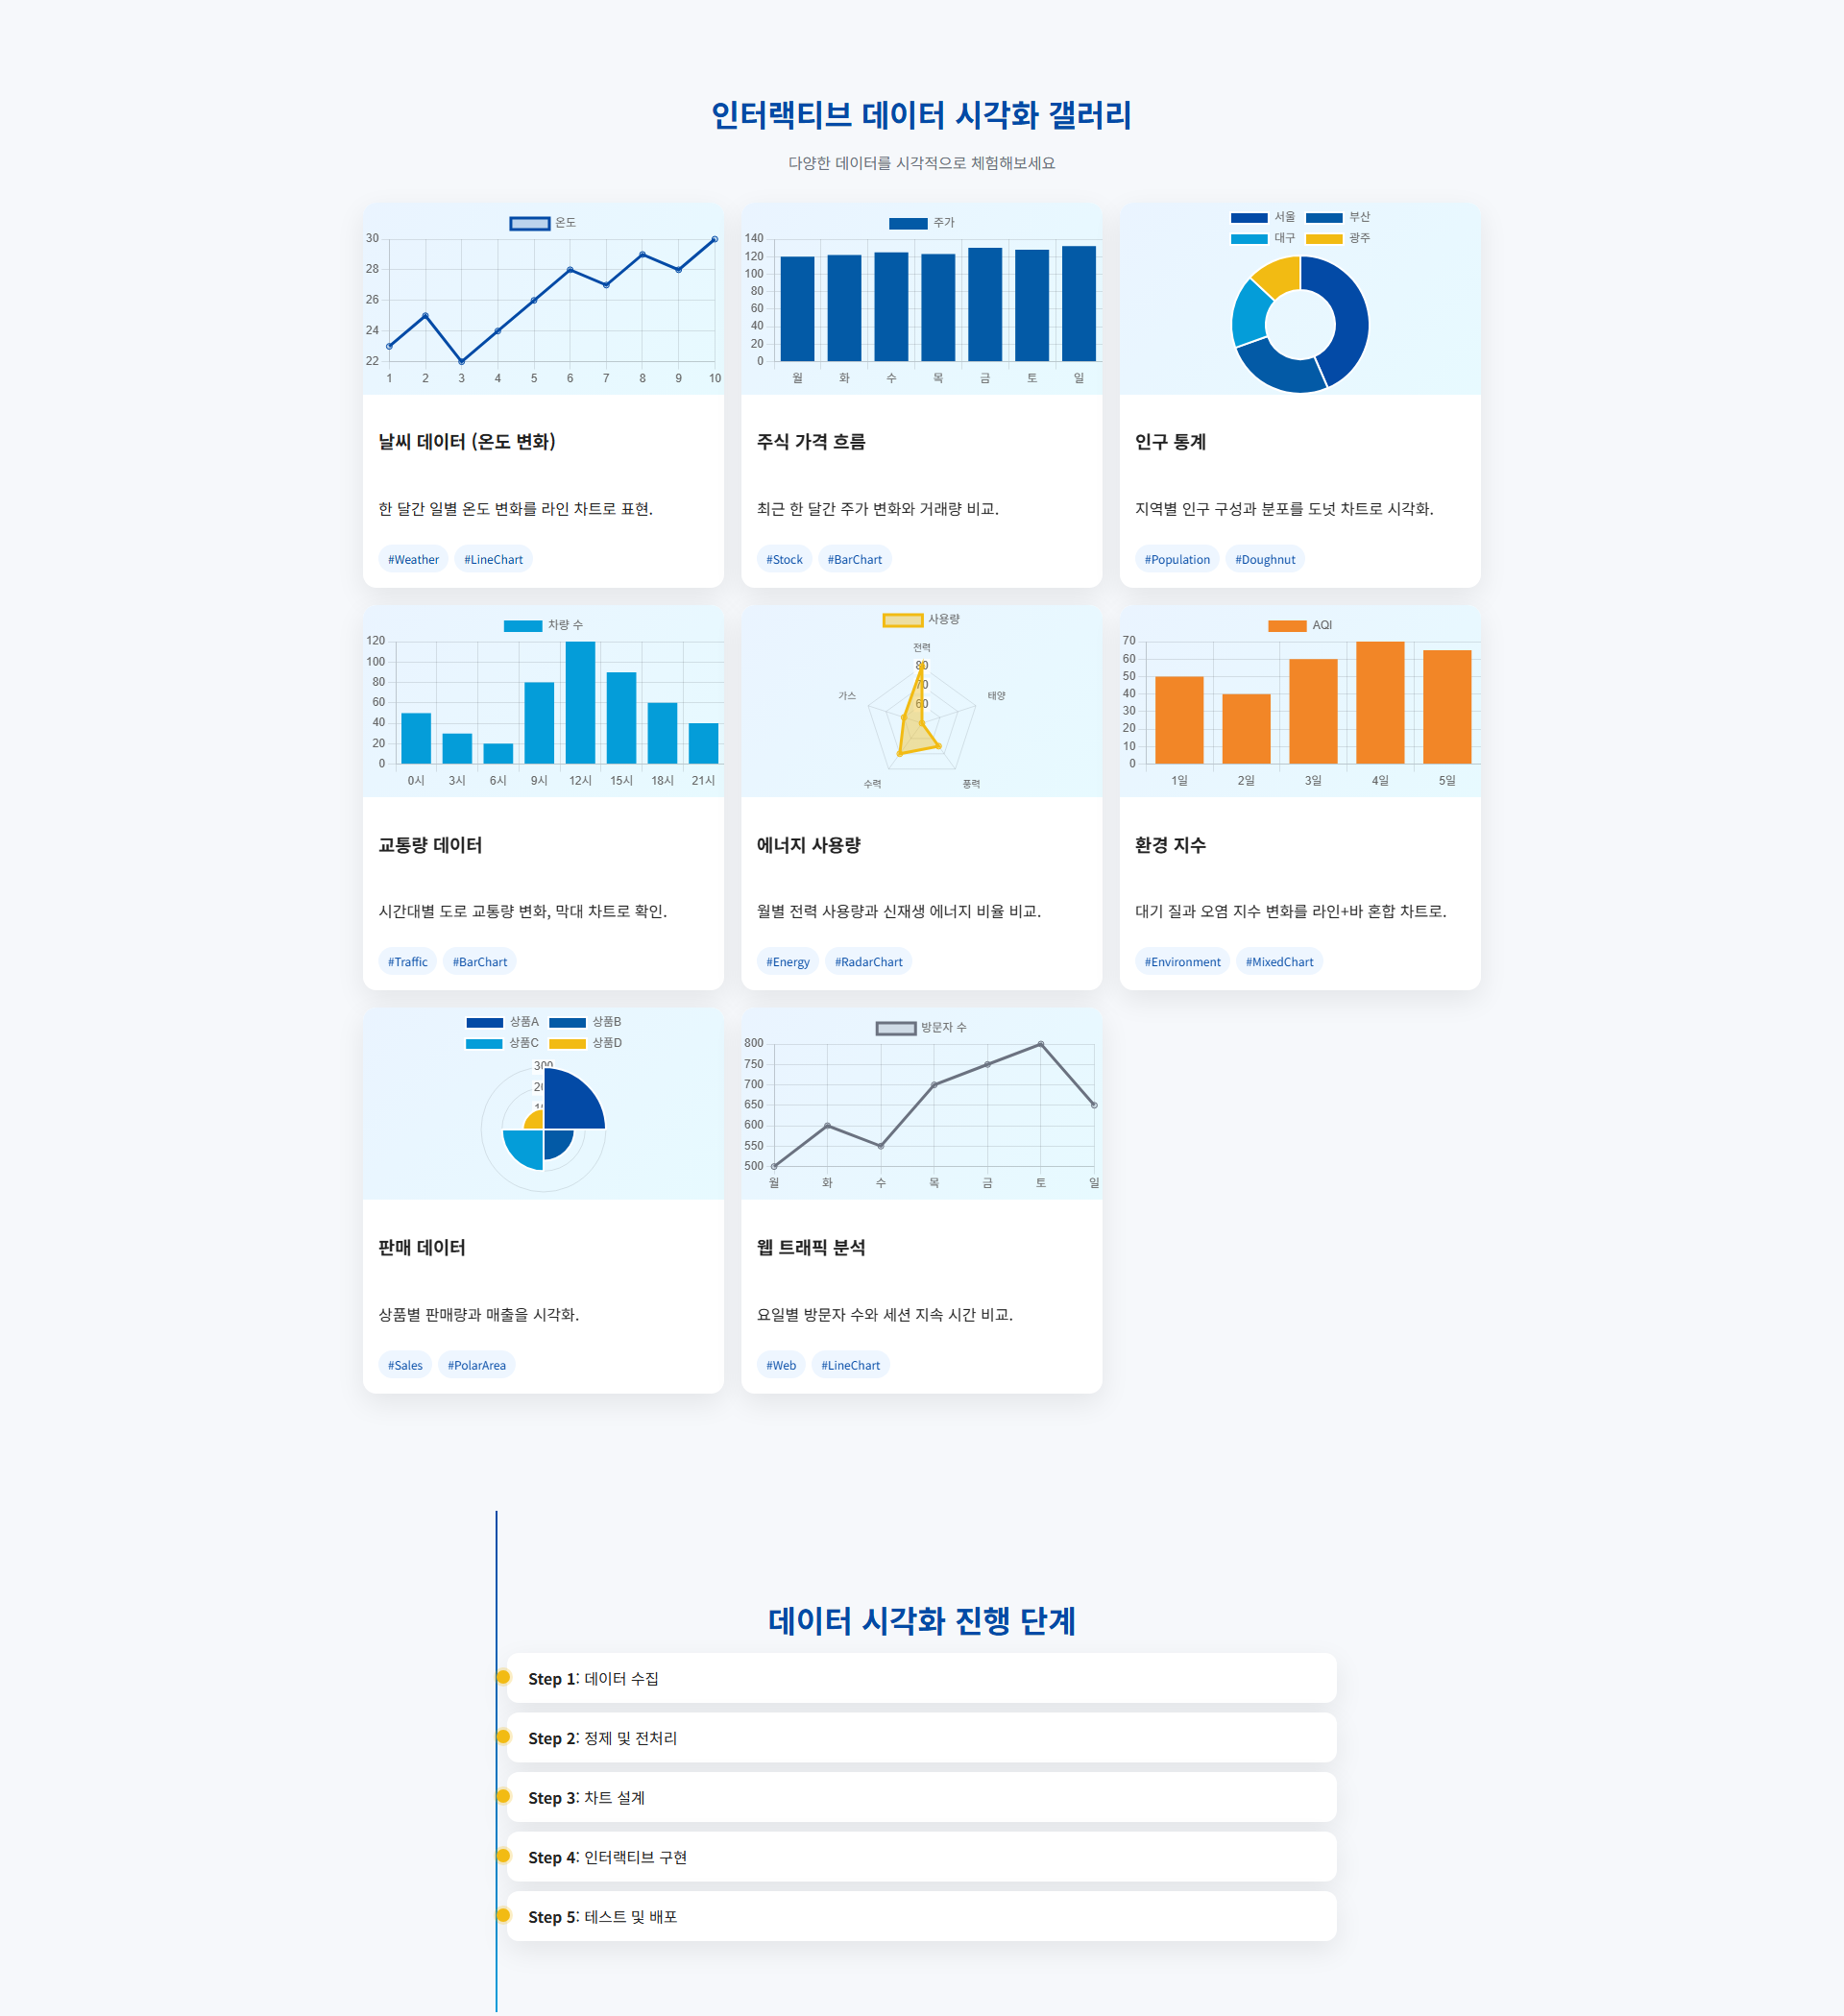 인터랙티브 데이터 시각화 갤러리
다양한 데이터를 시각적으로 체험해보세요
온도
30
28
26
24
22
1 2 3 4 5 6 7 8 9 10
날씨 데이터 (온도 변화)
한 달간 일별 온도 변화를 라인 차트로 표현.
#Weather #LineChart
주가
140
120
100
80
60
40
20
0
월 화 수 목 금 토 일
주식 가격 흐름
최근 한 달간 주가 변화와 거래량 비교.
#Stock #BarChart
서울 부산
대구 광주
인구 통계
지역별 인구 구성과 분포를 도넛 차트로 시각화.
#Population #Doughnut
차량 수
120
100
80
60
40
20
0
0시 3시 6시 9시 12시 15시 18시 21시
교통량 데이터
시간대별 도로 교통량 변화, 막대 차트로 확인.
#Traffic #BarChart
사용량
전력
80
70
60
가스 태양
수력 풍력
에너지 사용량
월별 전력 사용량과 신재생 에너지 비율 비교.
#Energy #RadarChart
AQI
70
60
50
40
30
20
10
0
1일 2일 3일 4일 5일
환경 지수
대기 질과 오염 지수 변화를 라인+바 혼합 차트로.
#Environment #MixedChart
상품A 상품B
상품C 상품D
300
판매 데이터
상품별 판매량과 매출을 시각화.
#Sales #PolarArea
방문자 수
800
750
700
650
600
550
500
월 화 수 목 금 토 일
웹 트래픽 분석
요일별 방문자 수와 세션 지속 시간 비교.
#Web #LineChart
데이터 시각화 진행 단계
Step 1: 데이터 수집
Step 2: 정제 및 전처리
Step 3: 차트 설계
Step 4: 인터랙티브 구현
Step 5: 테스트 및 배포